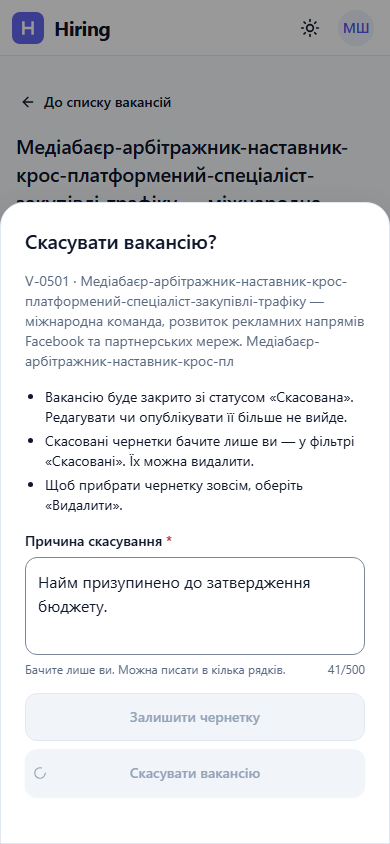 H Hiring МШ
До списку вакансій
Медіабаєр-арбітражник-наставник-
крос-платформений-спеціаліст-
закупівлі-трафіку — міжнародна
Скасувати вакансію?
V-0501 · Медіабаєр-арбітражник-наставник-крос-
платформений-спеціаліст-закупівлі-трафіку —
міжнародна команда, розвиток рекламних напрямів
Facebook та партнерських мереж. Медіабаєр-
арбітражник-наставник-крос-пл
Вакансію буде закрито зі статусом «Скасована».
Редагувати чи опублікувати її більше не вийде.
Скасовані чернетки бачите лише ви — у фільтрі
«Скасовані». Їх можна видалити.
Щоб прибрати чернетку зовсім, оберіть
«Видалити».
Причина скасування *
Найм призупинено до затвердження
бюджету.
Бачите лише ви. Можна писати в кілька рядків. 41/500
Залишити чернетку
Скасувати вакансію